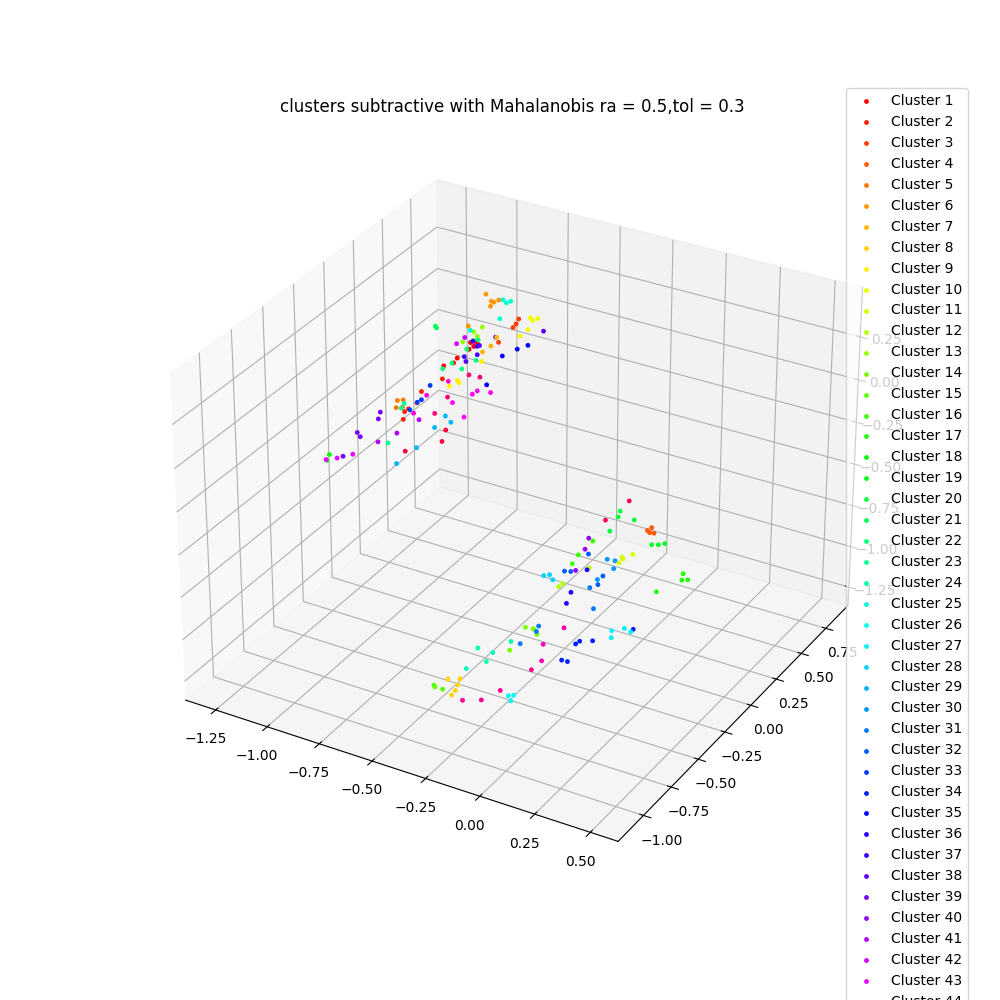 clusters subtractive with Mahalanobis ra = 0.5,tol = 0.3
Cluster 1
Cluster 2
Cluster 3
Cluster 4
Cluster 5
Cluster 6
Cluster 7
Cluster 8
Cluster 9
Cluster 10
Cluster 11
Cluster 12
Cluster 13
Cluster 14
Cluster 15
Cluster 16
Cluster 17
Cluster 18
Cluster 19
Cluster 20
Cluster 21
Cluster 22
Cluster 23
Cluster 24
Cluster 25
Cluster 26
Cluster 27
Cluster 28
Cluster 29
Cluster 30
Cluster 31
Cluster 32
Cluster 33
Cluster 34
Cluster 35
Cluster 36
Cluster 37
Cluster 38
Cluster 39
Cluster 40
Cluster 41
Cluster 42
Cluster 43
Cluster 44
0.25
0.00
−0.25
−0.50
−0.75
−1.00
−1.25
0.75
0.50
0.25
0.00
−0.25
−0.50
−0.75
−1.00
−1.25
−1.00
−0.75
−0.50
−0.25
0.00
0.25
0.50